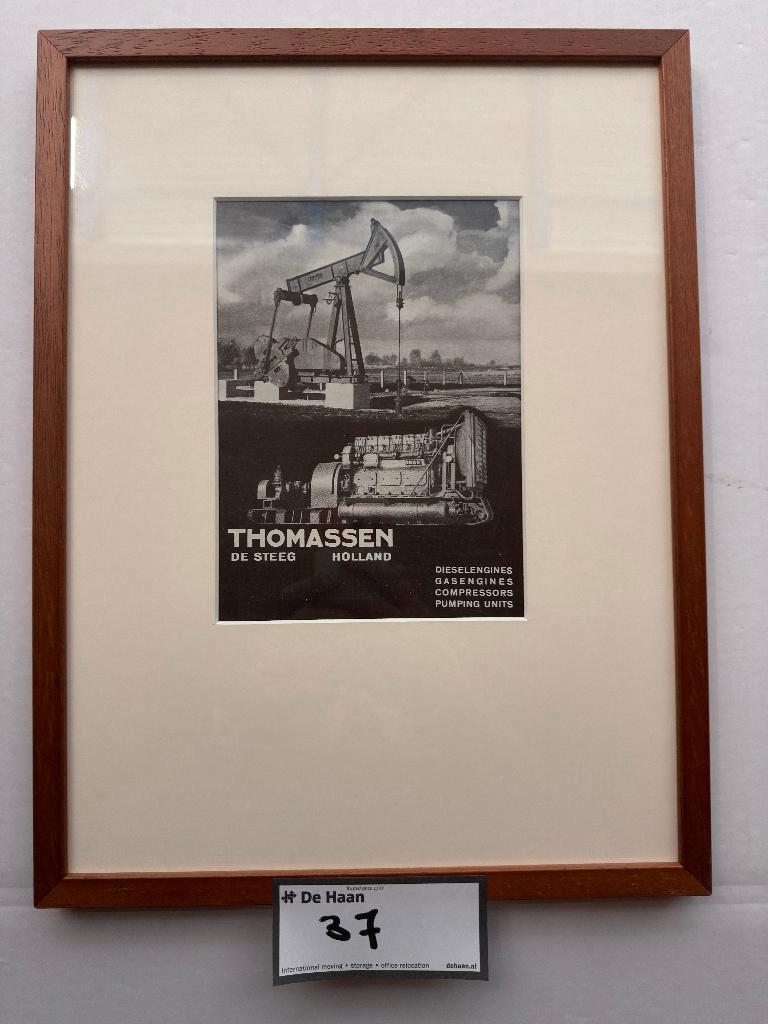 THOMASSEN
DE STEEG HOLLAND
DIESELENGINES
GASENGINES
COMPRESSORS
PUMPING UNITS
De Haan
37
International moving • storage • office relocation dehaan.nl